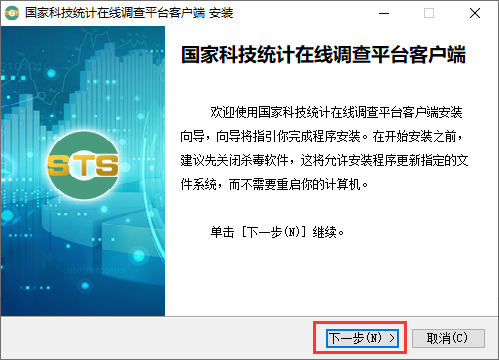 国家科技统计在线调查平台客户端 安装
国家科技统计在线调查平台客户端
欢迎使用国家科技统计在线调查平台客户端安装
向导，向导将指引你完成程序安装。在开始安装之前，
建议先关闭杀毒软件，这将允许安装程序更新指定的文
件系统，而不需要重启你的计算机。
STS
单击 [下一步(N)] 继续。
下一步(N) >
取消(C)